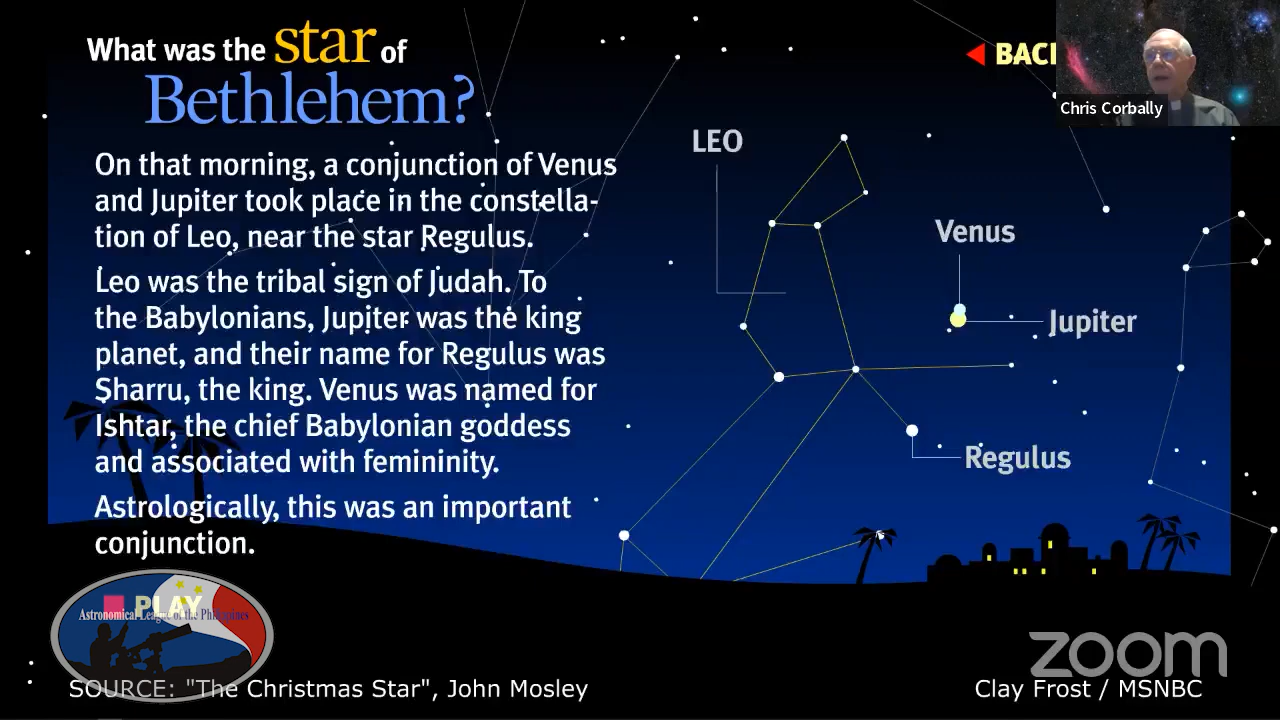 What was the star of
Bethlehem?
BACK
Chris Corbally
On that morning, a conjunction of Venus
and Jupiter took place in the constella-
tion of Leo, near the star Regulus.
Leo was the tribal sign of Judah. To
the Babylonians, Jupiter was the king
planet, and their name for Regulus was
Sharru, the king. Venus was named for
Ishtar, the chief Babylonian goddess
and associated with femininity.
Astrologically, this was an important
conjunction.
LEO
Venus
Jupiter
Regulus
PLAY
Astronomical League of the Philippines
zoom
SOURCE: "The Christmas Star", John Mosley
Clay Frost / MSNBC